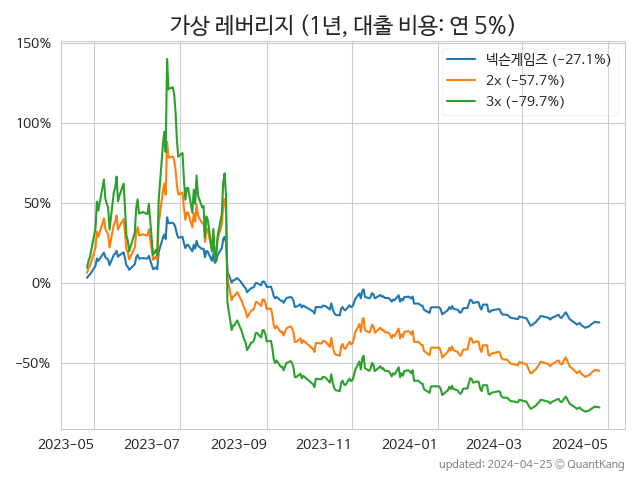 가상 레버리지 (1년, 대출 비용: 연 5%)
넥슨게임즈 (-27.1%)
2x (-57.7%)
3x (-79.7%)
150%
100%
50%
0%
-50%
2023-05 2023-07 2023-09 2023-11 2024-01 2024-03 2024-05
updated: 2024-04-25 © QuantKang